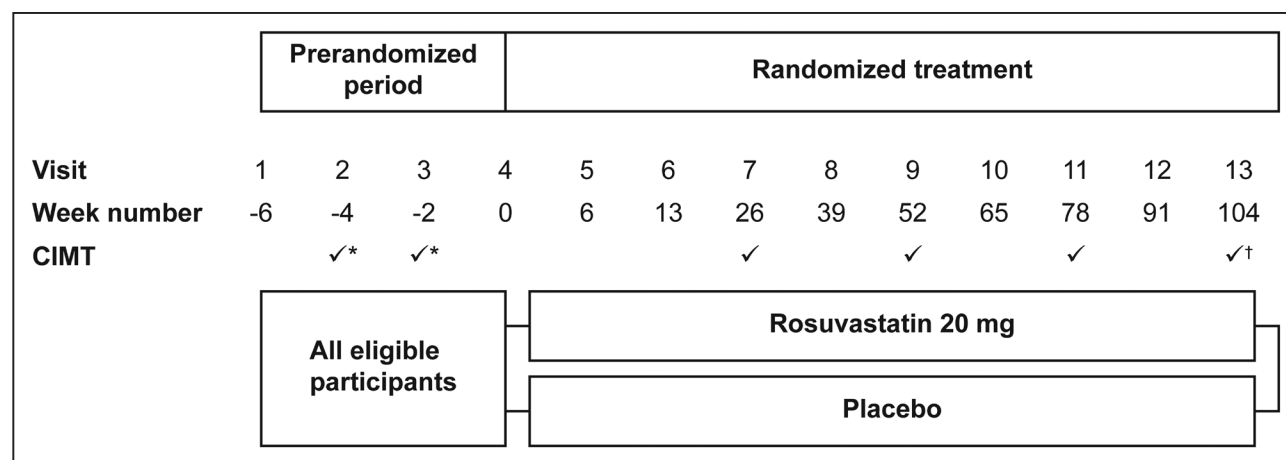 Prerandomized
period
Randomized treatment
Visit 1 2 3 4 5 6 7 8 9 10 11 12 13
Week number -6 -4 -2 0 6 13 26 39 52 65 78 91 104
CIMT ✓* ✓* ✓ ✓ ✓ ✓†
All eligible
participants
Rosuvastatin 20 mg
Placebo